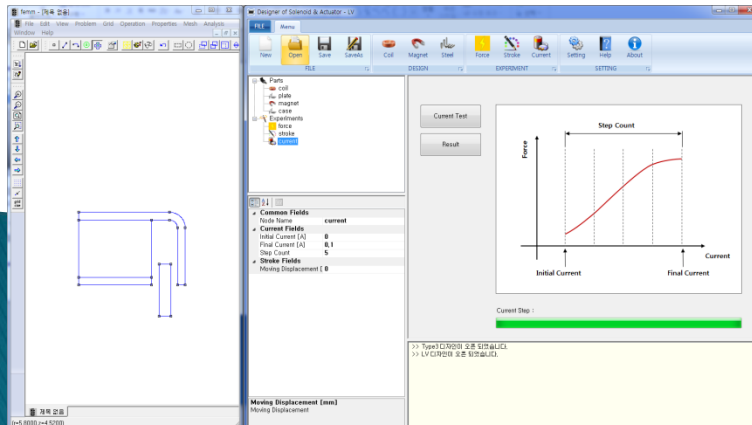 femm - [제목 없음]
File Edit View Problem Grid Operation Properties Mesh Analysis
Window Help
제목 없음
(r=5.8000,z=4.5200)
Designer of Solenoid & Actuator - LV
FILE Menu
New Open Save SaveAs Coil Magnet Steel Force Stroke Current Setting Help About
FILE DESIGN EXPERIMENT SETTING
Parts
coil
plate
magnet
case
Experiments
force
stroke
current
Common Fields
Node Name current
Current Fields
Initial Current [A] 0
Final Current [A] 0,1
Step Count 5
Stroke Fields
Moving Displacement [ 0
Moving Displacement [mm]
Moving Displacement
Current Test
Result
Step Count
Force
Current
Initial Current Final Current
Current Step :
>> Type3 디자인이 오픈 되었습니다.
>> LV 디자인이 오픈 되었습니다.